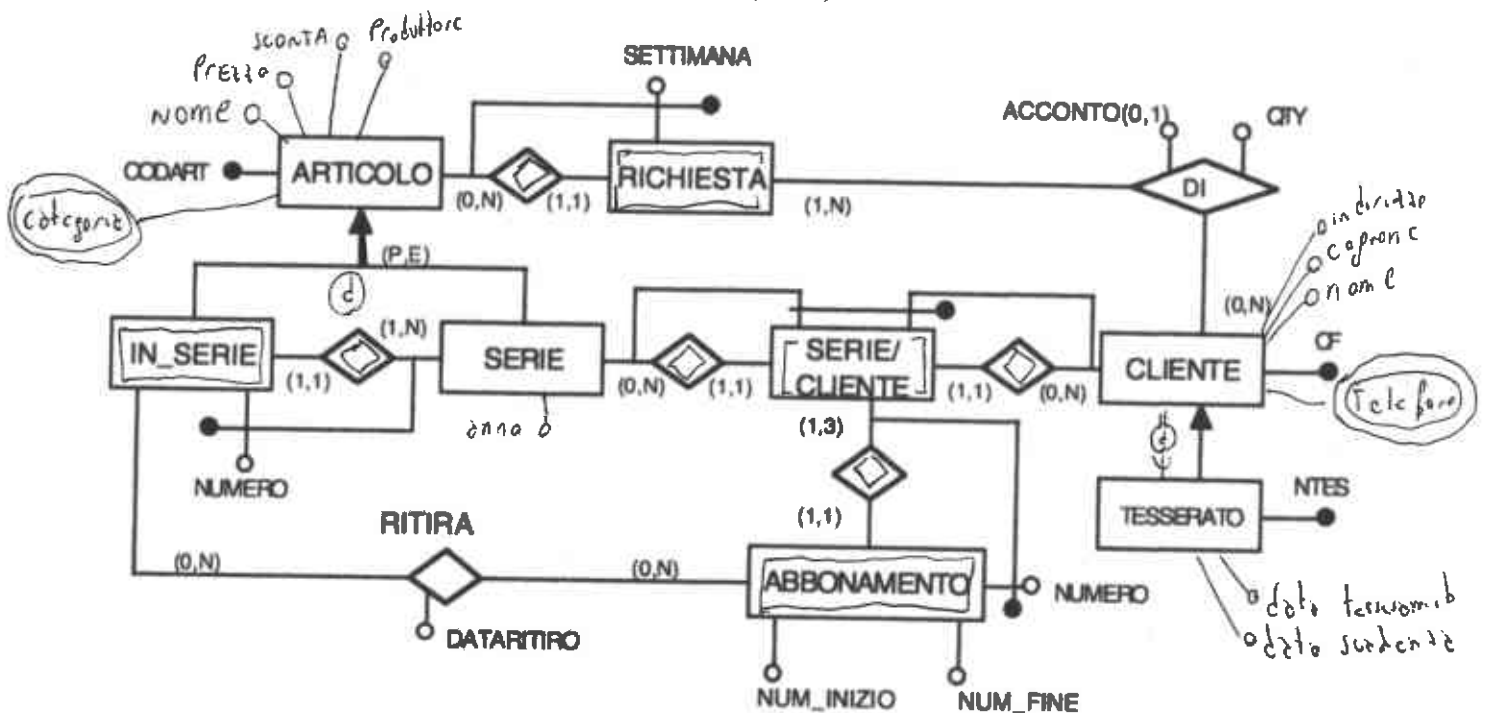 SCONTA
Produttore
Prezzo
NOME
SETTIMANA
ACCONTO(0,1)
QTY
CODART
ARTICOLO
(0,N)
(1,1)
RICHIESTA
(1,N)
DI
Categoria
indirizzo
cognome
nome
(P,E)
d
(0,N)
CF
IN_SERIE
(1,1)
(1,N)
SERIE
(0,N)
(1,1)
SERIE/
CLIENTE
(1,1)
(0,N)
CLIENTE
Telefono
anno
(1,3)
d
NUMERO
NTES
RITIRA
(1,1)
TESSERATO
(0,N)
(0,N)
ABBONAMENTO
NUMERO
data
DATARITIRO
data scadenza
NUM_INIZIO
NUM_FINE